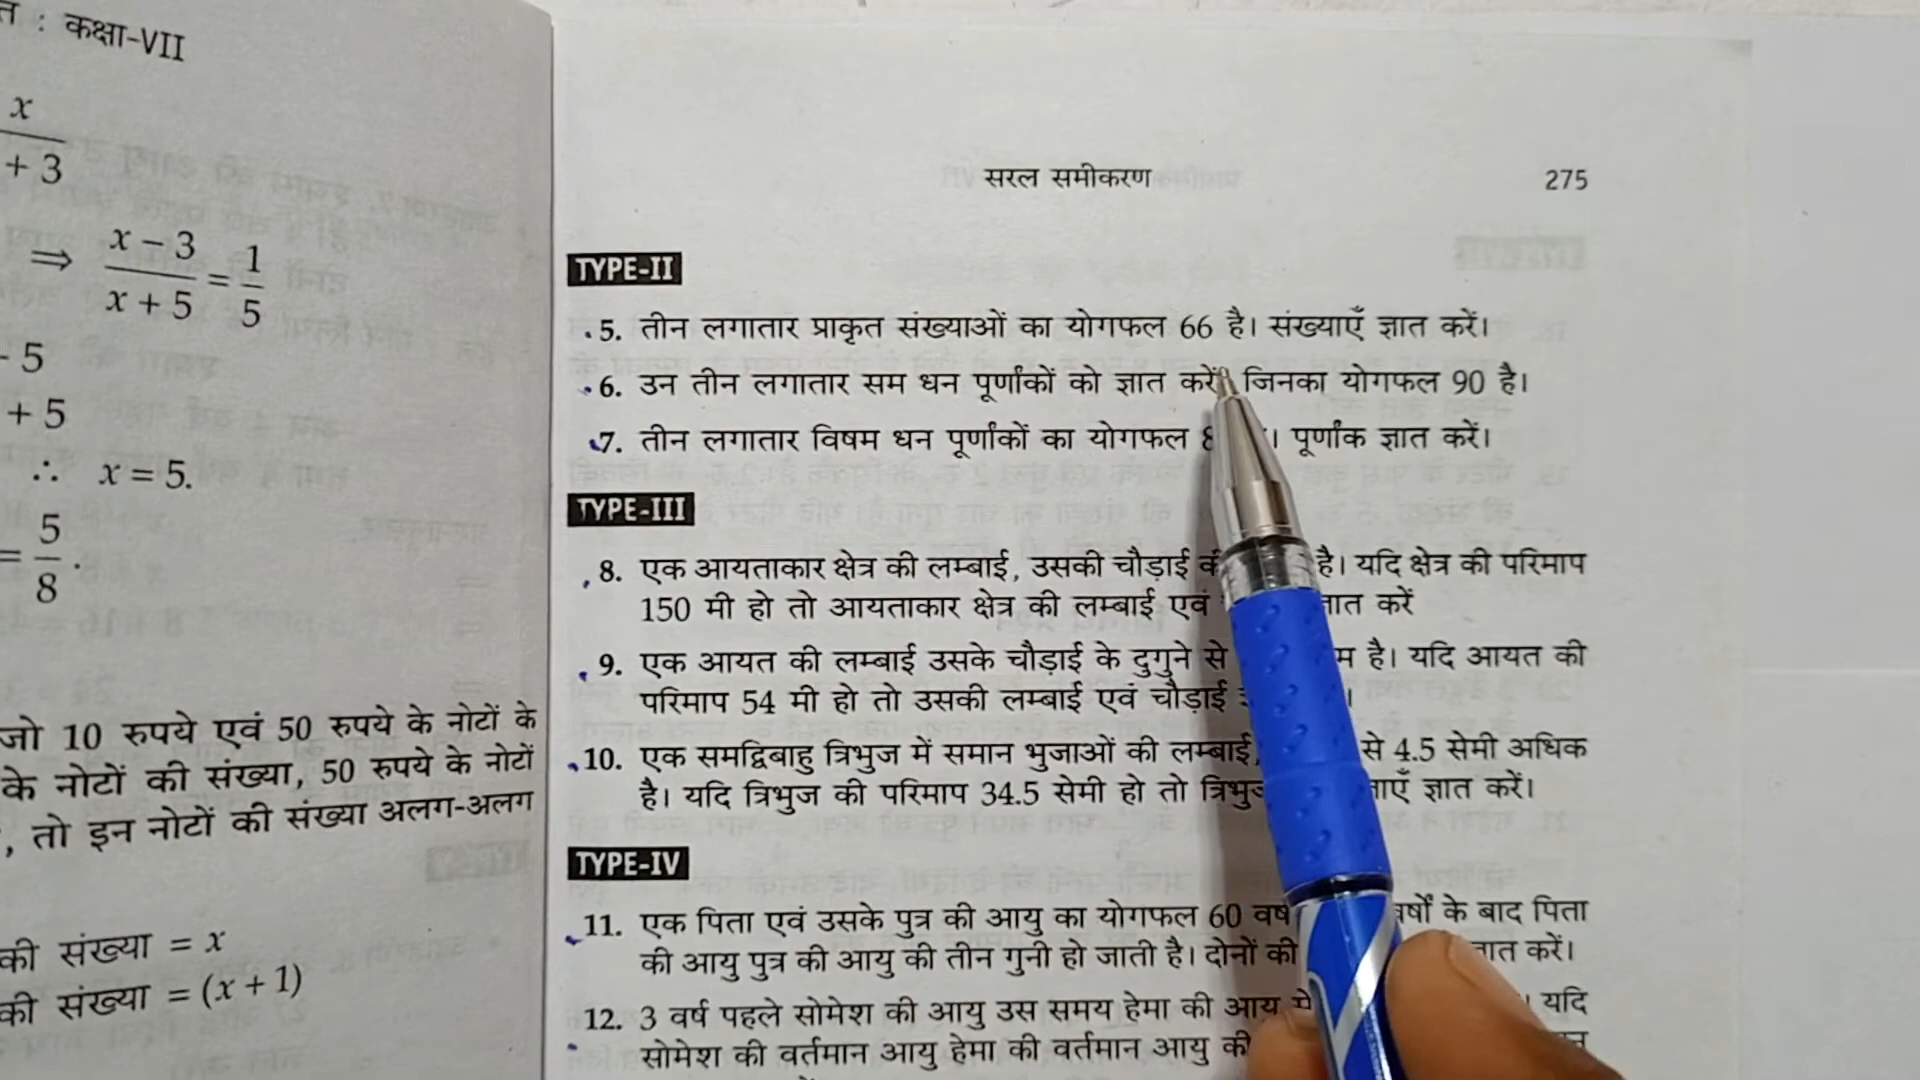 : कक्षा-VII
x
+ 3
⇒ x − 3 / x + 5 = 1 / 5
- 5
+ 5
∴ x = 5.
= 5 / 8 .
जो 10 रुपये एवं 50 रुपये के नोटों के
के नोटों की संख्या, 50 रुपये के नोटों
, तो इन नोटों की संख्या अलग-अलग
की संख्या = x
की संख्या = (x + 1)
सरल समीकरण 275
TYPE-II
5. तीन लगातार प्राकृत संख्याओं का योगफल 66 है। संख्याएँ ज्ञात करें।
6. उन तीन लगातार सम धन पूर्णांकों को ज्ञात करें जिनका योगफल 90 है।
7. तीन लगातार विषम धन पूर्णांकों का योगफल । पूर्णांक ज्ञात करें।
TYPE-III
8. एक आयताकार क्षेत्र की लम्बाई, उसकी चौड़ाई है। यदि क्षेत्र की परिमाप
150 मी हो तो आयताकार क्षेत्र की लम्बाई एवं करें
9. एक आयत की लम्बाई उसके चौड़ाई के दुगुने से है। यदि आयत की
परिमाप 54 मी हो तो उसकी लम्बाई एवं चौड़ाई ।
10. एक समद्विबाहु त्रिभुज में समान भुजाओं की लम्बाई, से 4.5 सेमी अधिक
है। यदि त्रिभुज की परिमाप 34.5 सेमी हो तो त्रिभुज ज्ञात करें।
TYPE-IV
11. एक पिता एवं उसके पुत्र की आयु का योगफल 60 वर्ष के बाद पिता
की आयु पुत्र की आयु की तीन गुनी हो जाती है। दोनों की करें।
12. 3 वर्ष पहले सोमेश की आयु उस समय हेमा की यदि
सोमेश की वर्तमान आयु हेमा की वर्तमान आयु की